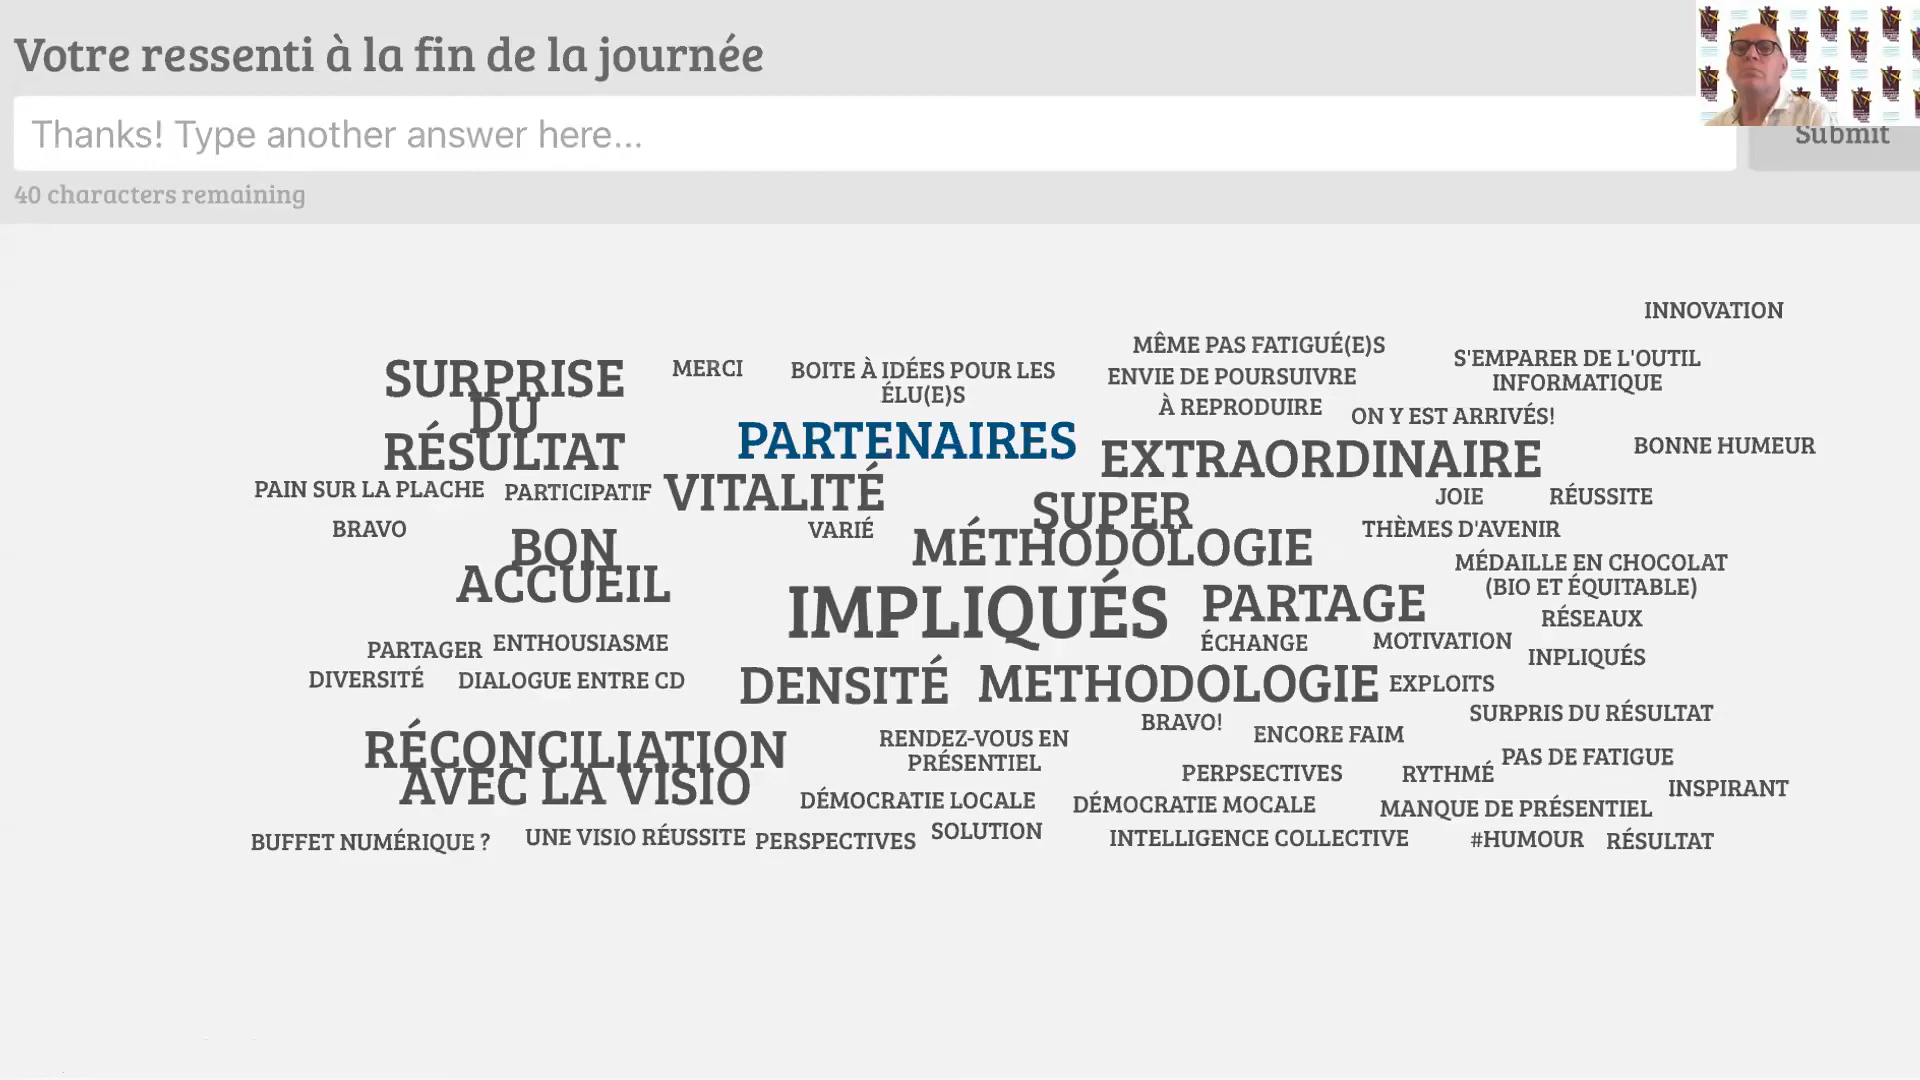 Votre ressenti à la fin de la journée
Thanks! Type another answer here...
Submit
40 characters remaining
INNOVATION
MÊME PAS FATIGUÉ(E)S
SURPRISE
DU
RÉSULTAT
MERCI
BOITE À IDÉES POUR LES
ÉLU(E)S
ENVIE DE POURSUIVRE
S'EMPARER DE L'OUTIL
INFORMATIQUE
À REPRODUIRE
ON Y EST ARRIVÉS!
PARTENAIRES
EXTRAORDINAIRE
BONNE HUMEUR
PAIN SUR LA PLACHE
PARTICIPATIF
VITALITÉ
SUPER
MÉTHODOLOGIE
JOIE
RÉUSSITE
BRAVO
VARIÉ
THÈMES D'AVENIR
BON
ACCUEIL
MÉDAILLE EN CHOCOLAT
(BIO ET ÉQUITABLE)
IMPLIQUÉS
PARTAGE
RÉSEAUX
PARTAGER
ENTHOUSIASME
ÉCHANGE
MOTIVATION
INPLIQUÉS
DIVERSITÉ
DIALOGUE ENTRE CD
DENSITÉ
METHODOLOGIE
EXPLOITS
SURPRIS DU RÉSULTAT
BRAVO!
ENCORE FAIM
RÉCONCILIATION
AVEC LA VISIO
RENDEZ-VOUS EN
PRÉSENTIEL
PAS DE FATIGUE
PERPSECTIVES
RYTHMÉ
INSPIRANT
DÉMOCRATIE LOCALE
DÉMOCRATIE MOCALE
MANQUE DE PRÉSENTIEL
BUFFET NUMÉRIQUE ?
UNE VISIO RÉUSSITE
PERSPECTIVES
SOLUTION
INTELLIGENCE COLLECTIVE
#HUMOUR
RÉSULTAT